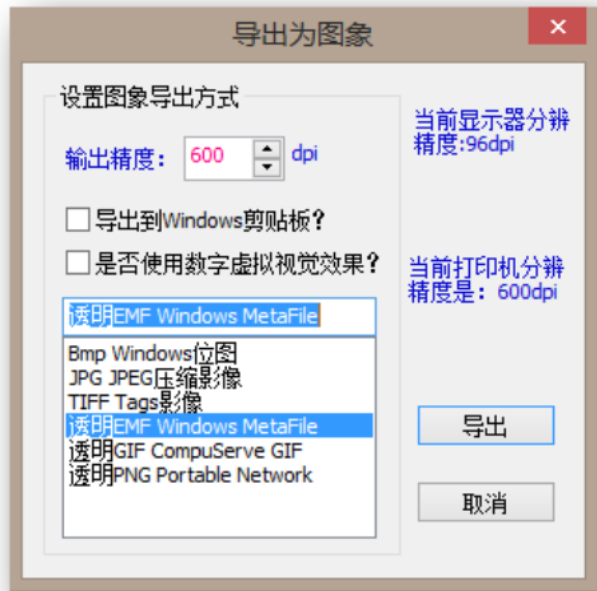 导出为图象
设置图象导出方式
输出精度：
600
dpi
当前显示器分辨
精度:96dpi
导出到Windows剪贴板？
是否使用数字虚拟视觉效果？
当前打印机分辨
精度是：600dpi
透明EMF Windows MetaFile
Bmp Windows位图
JPG JPEG压缩影像
TIFF Tags影像
透明EMF Windows MetaFile
透明GIF CompuServe GIF
透明PNG Portable Network
导出
取消